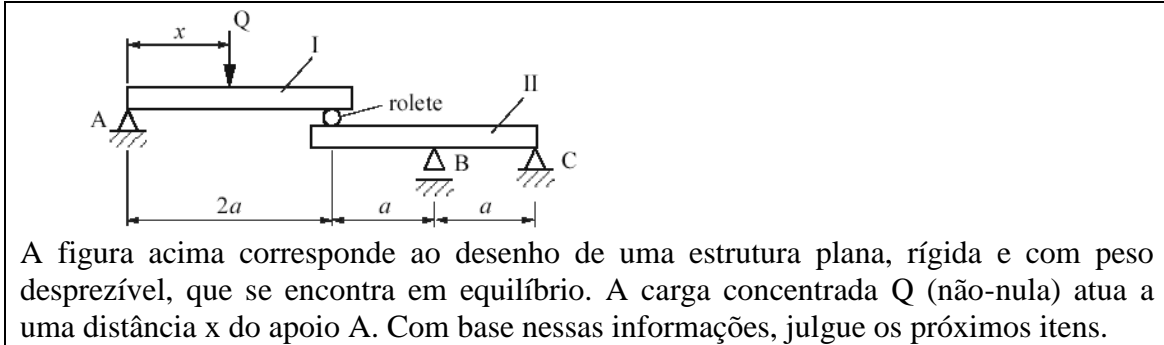 Q
x
I
II
rolete
A
B
C
2a
a
a
A figura acima corresponde ao desenho de uma estrutura plana, rígida e com peso
desprezível, que se encontra em equilíbrio. A carga concentrada Q (não-nula) atua a
uma distância x do apoio A. Com base nessas informações, julgue os próximos itens.